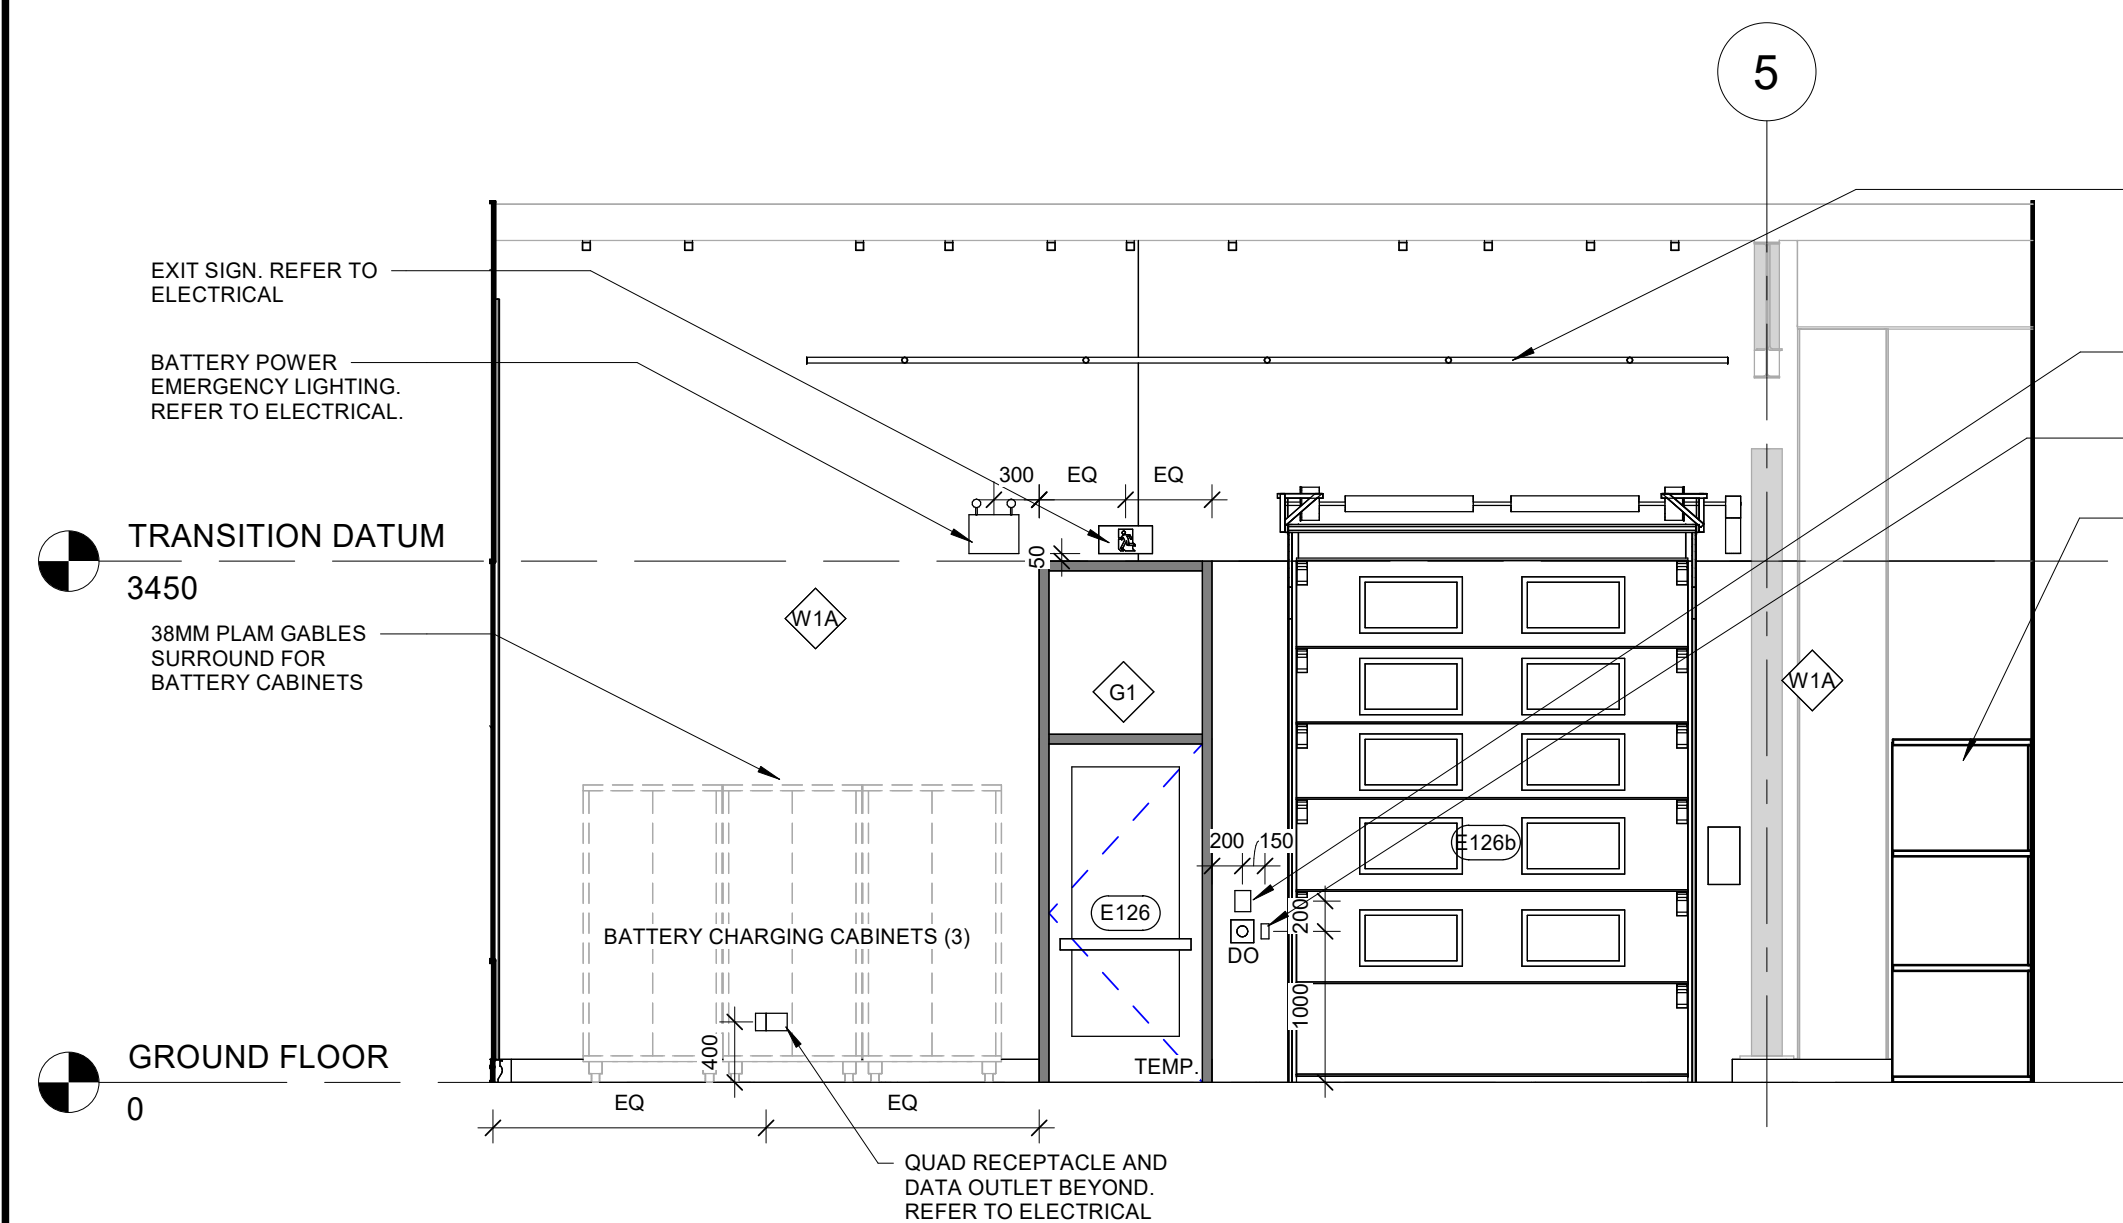 5
EXIT SIGN. REFER TO
ELECTRICAL
BATTERY POWER
EMERGENCY LIGHTING.
REFER TO ELECTRICAL.
300 EQ EQ
TRANSITION DATUM
3450
50
38MM PLAM GABLES
SURROUND FOR
BATTERY CABINETS
W1A
G1
W1A
200 150
E126b
E126
BATTERY CHARGING CABINETS (3)
DO
200
1000
400
TEMP.
GROUND FLOOR
0
EQ EQ
QUAD RECEPTACLE AND
DATA OUTLET BEYOND.
REFER TO ELECTRICAL